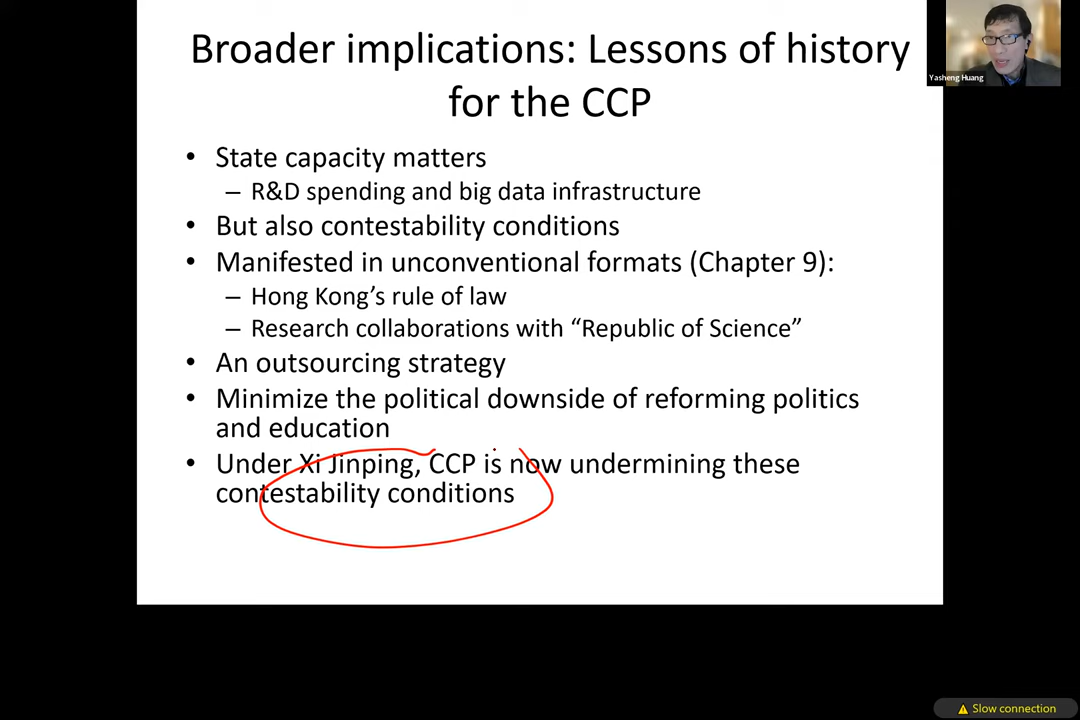 Broader implications: Lessons of history
for the CCP
Yasheng Huang
• State capacity matters
– R&D spending and big data infrastructure
• But also contestability conditions
• Manifested in unconventional formats (Chapter 9):
– Hong Kong’s rule of law
– Research collaborations with “Republic of Science”
• An outsourcing strategy
• Minimize the political downside of reforming politics
and education
• Under Xi Jinping, CCP is now undermining these
contestability conditions
Slow connection